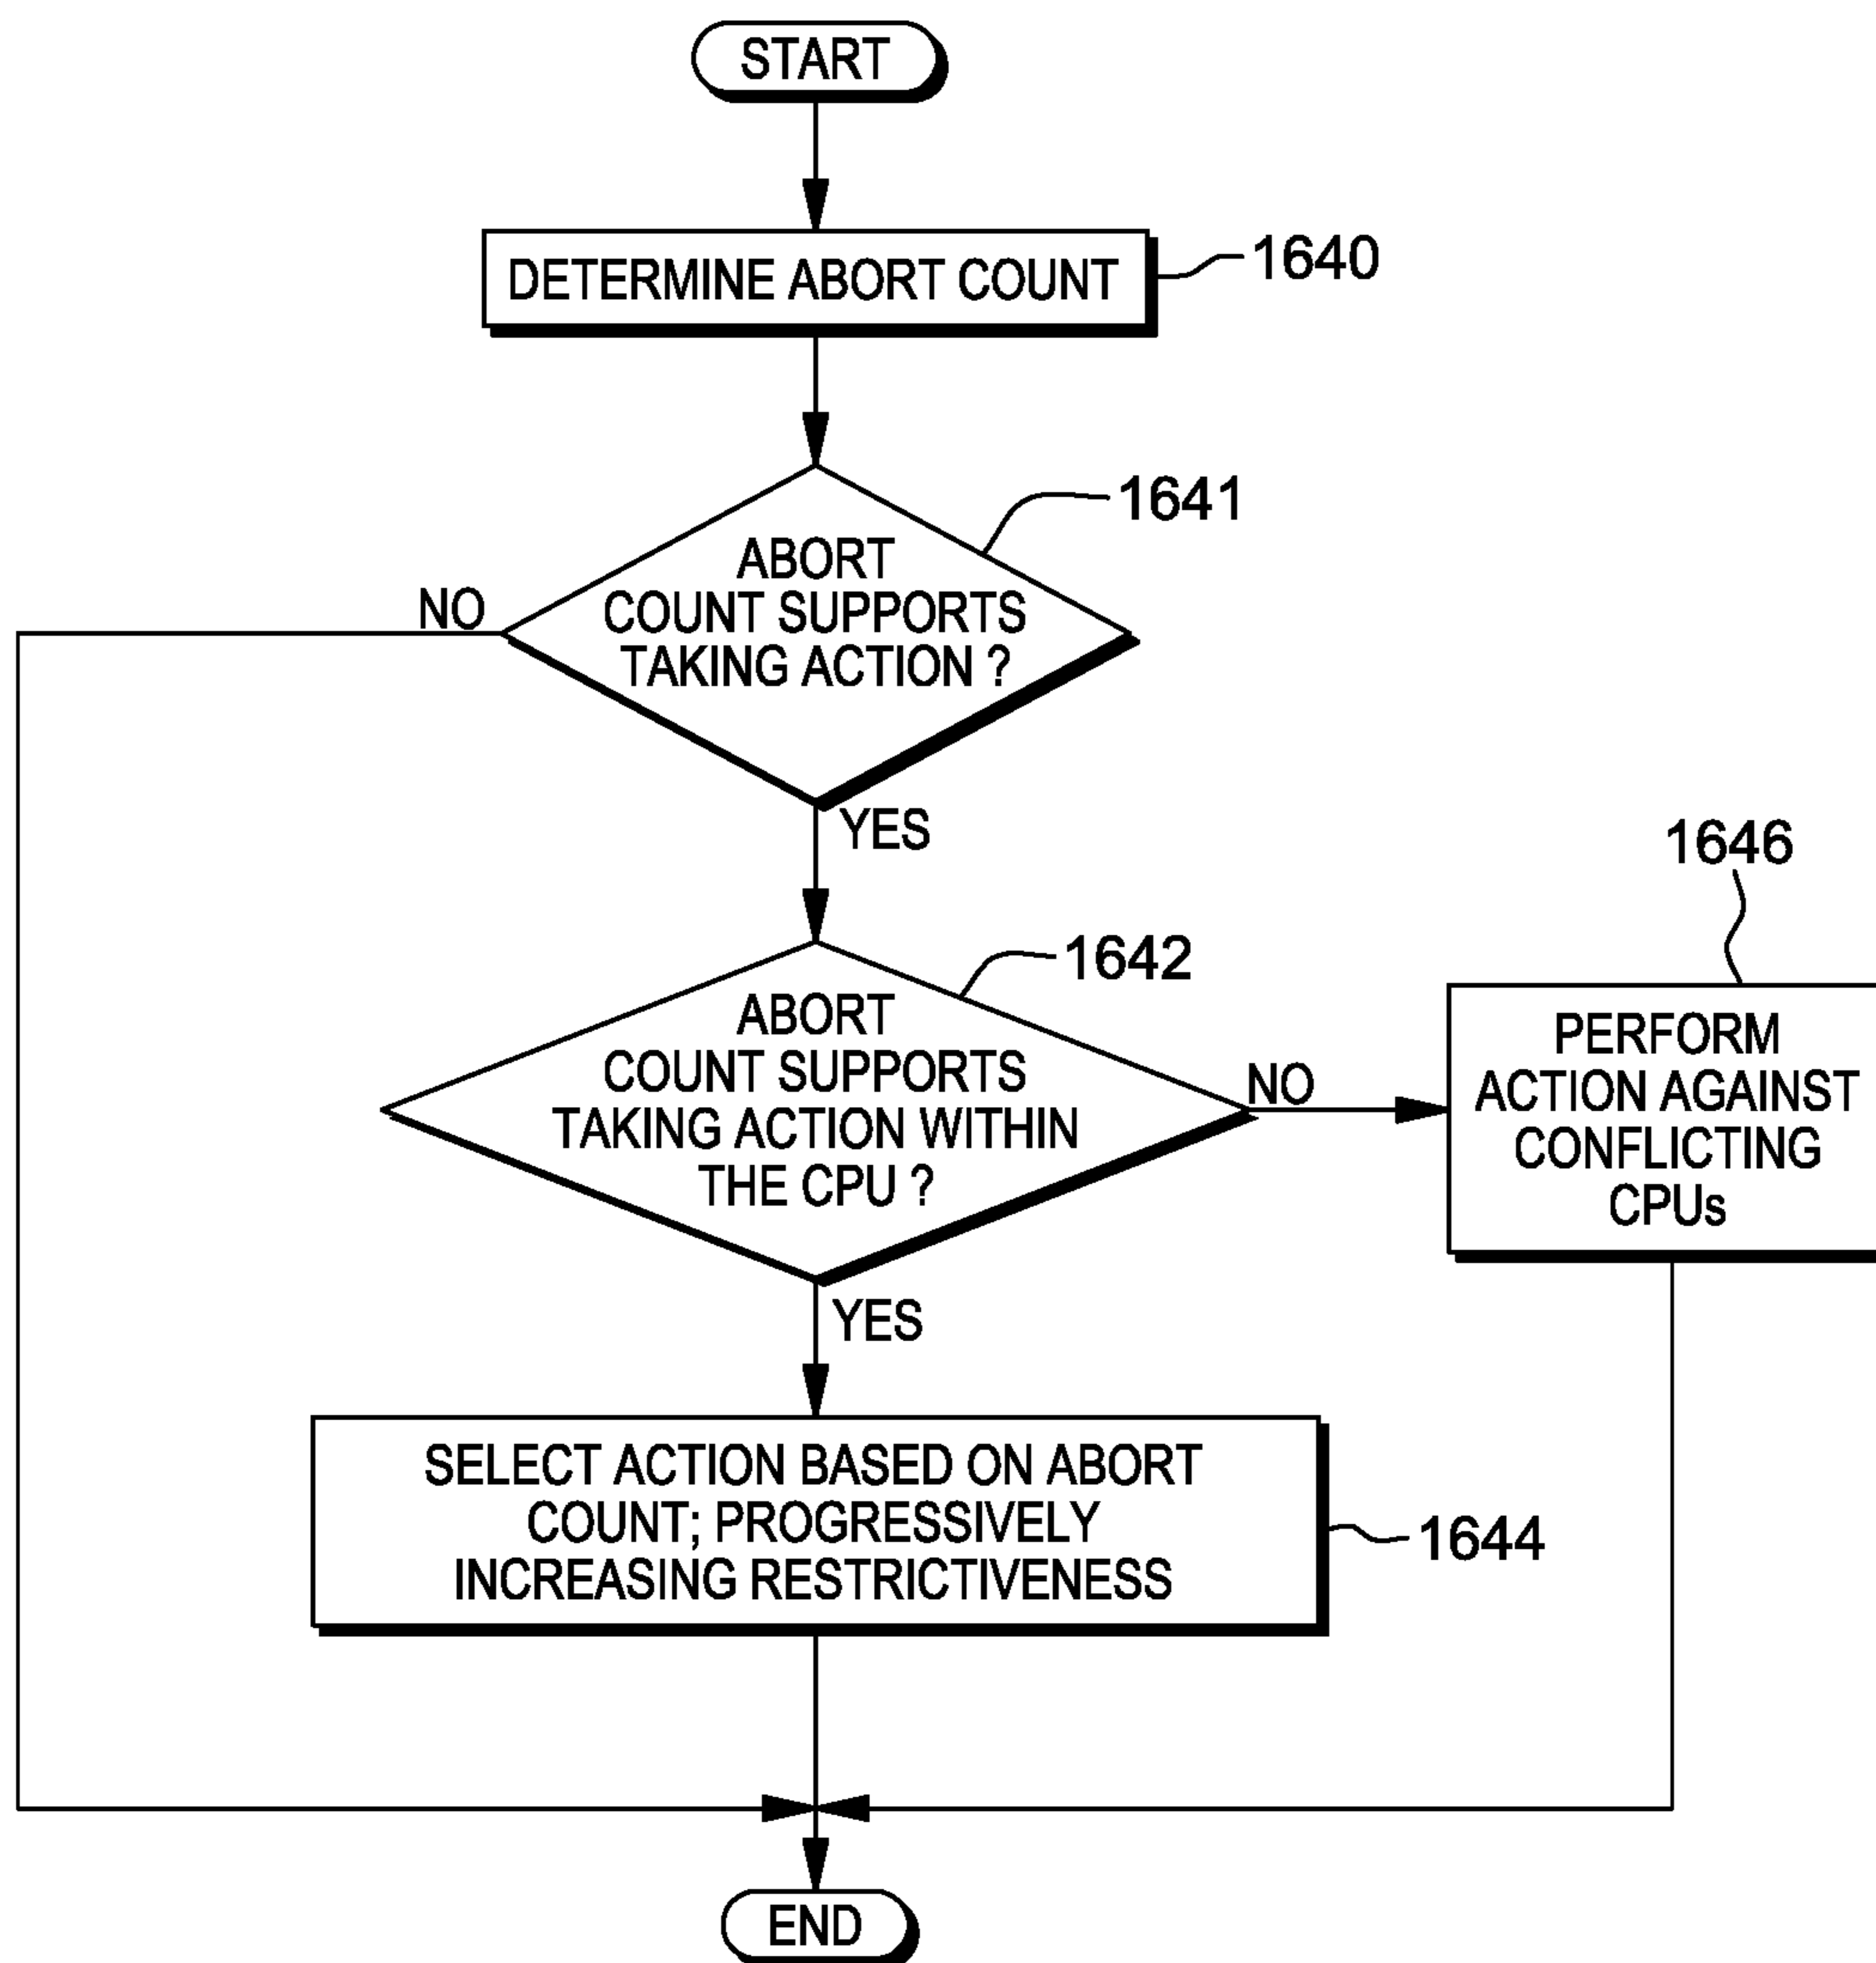 START
DETERMINE ABORT COUNT
1640
1641
ABORT
COUNT SUPPORTS
TAKING ACTION ?
NO
YES
1642
ABORT
COUNT SUPPORTS
TAKING ACTION WITHIN
THE CPU ?
NO
1646
PERFORM
ACTION AGAINST
CONFLICTING
CPUs
YES
SELECT ACTION BASED ON ABORT
COUNT; PROGRESSIVELY
INCREASING RESTRICTIVENESS
1644
END